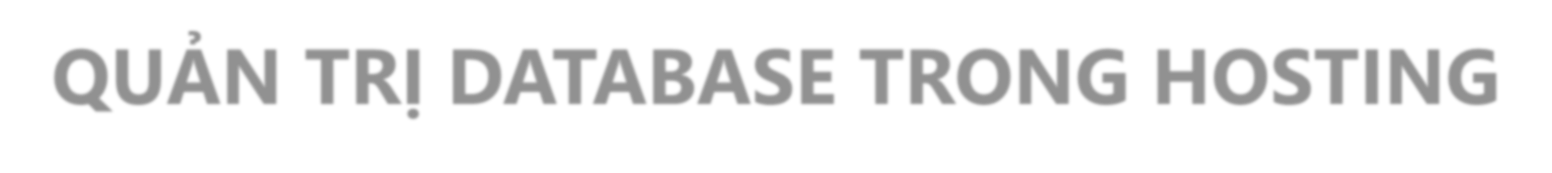 QUẢN TRỊ DATABASE TRONG HOSTING